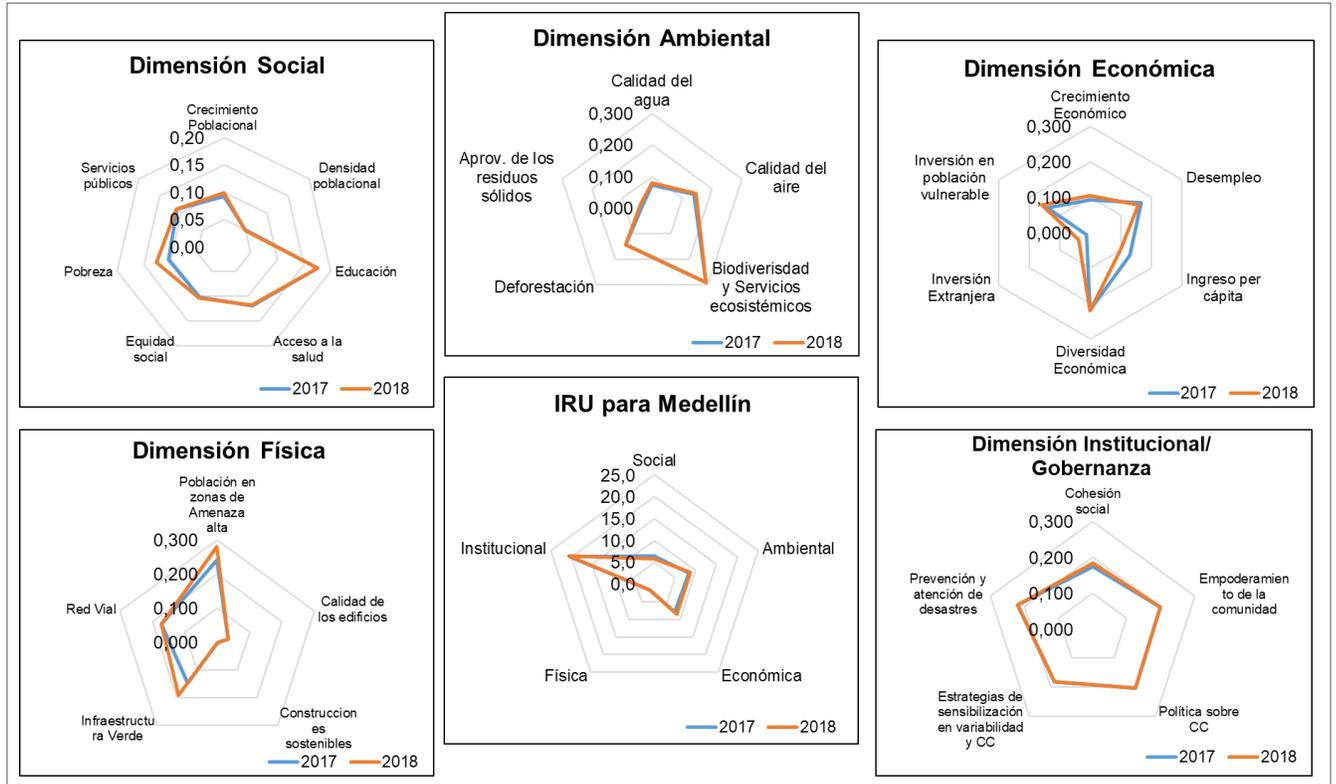 Dimensión Social
Crecimiento
Poblacional
0,20
0,15
0,10
0,05
0,00
Densidad
poblacional
Educación
Acceso a la
salud
Equidad
social
Pobreza
Servicios
públicos
2017
2018
Dimensión Ambiental
Calidad del
agua
0,300
0,200
0,100
0,000
Calidad del
aire
Biodiverisdad
y Servicios
ecosistémicos
Deforestación
Aprov. de los
residuos
sólidos
2017
2018
Dimensión Económica
Crecimiento
Económico
0,300
0,200
0,100
0,000
Desempleo
Ingreso per
cápita
Diversidad
Económica
Inversión
Extranjera
Inversión en
población
vulnerable
2017
2018
Dimensión Física
Población en
zonas de
Amenaza
alta
0,300
0,200
0,100
0,000
Calidad de
los edificios
Construccion
es
sostenibles
Infraestructu
ra Verde
Red Vial
2017
2018
IRU para Medellín
Social
25,0
20,0
15,0
10,0
5,0
0,0
Ambiental
Económica
Física
Institucional
2017
2018
Dimensión Institucional/
Gobernanza
Cohesión
social
0,300
0,200
0,100
0,000
Empoderamien
to de la
comunidad
Política sobre
CC
Estrategias de
sensibilización
en variabilidad
y CC
Prevención y
atención de
desastres
2017
2018